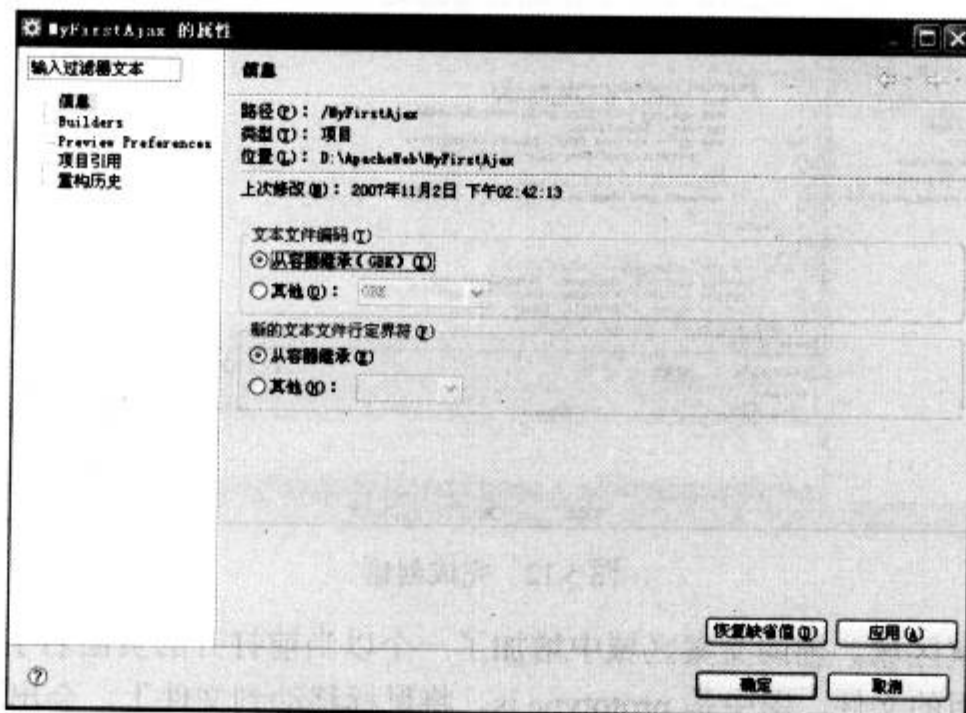 MyFirstAjax 的属性
输入过滤器文本
信息
Builders
Preview Preferences
项目引用
重构历史
信息
路径(P): /MyFirstAjax
类型(T): 项目
位置(L): D:\ApacheWeb\MyFirstAjax
上次修改(M): 2007年11月2日 下午02:42:13
文本文件编码(T)
从容器继承(GBK)(I)
其他(O): GBK
新的文本文件行定界符(F)
从容器继承
其他
恢复缺省值(D)
应用(A)
确定
取消